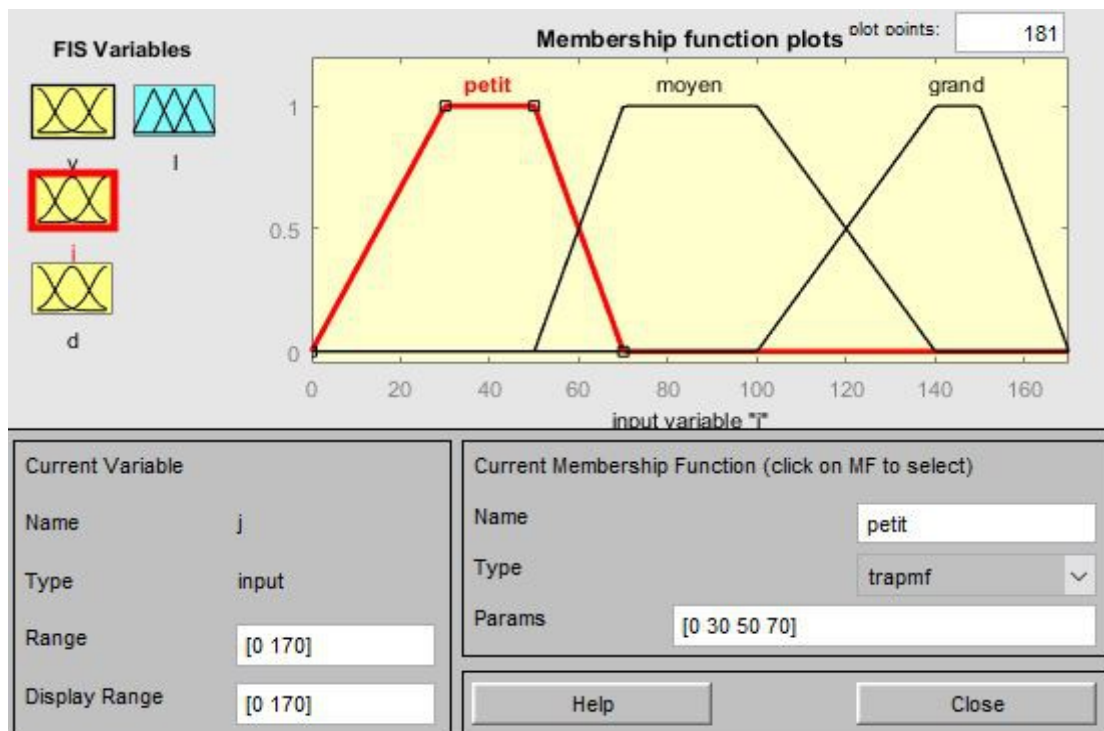 FIS Variables
v
l
j
d
Membership function plots
plot points:
181
petit
moyen
grand
1
0.5
0
0
20
40
60
80
100
120
140
160
input variable "j"
Current Variable
Name
j
Type
input
Range
[0 170]
Display Range
[0 170]
Current Membership Function (click on MF to select)
Name
petit
Type
trapmf
Params
[0 30 50 70]
Help
Close